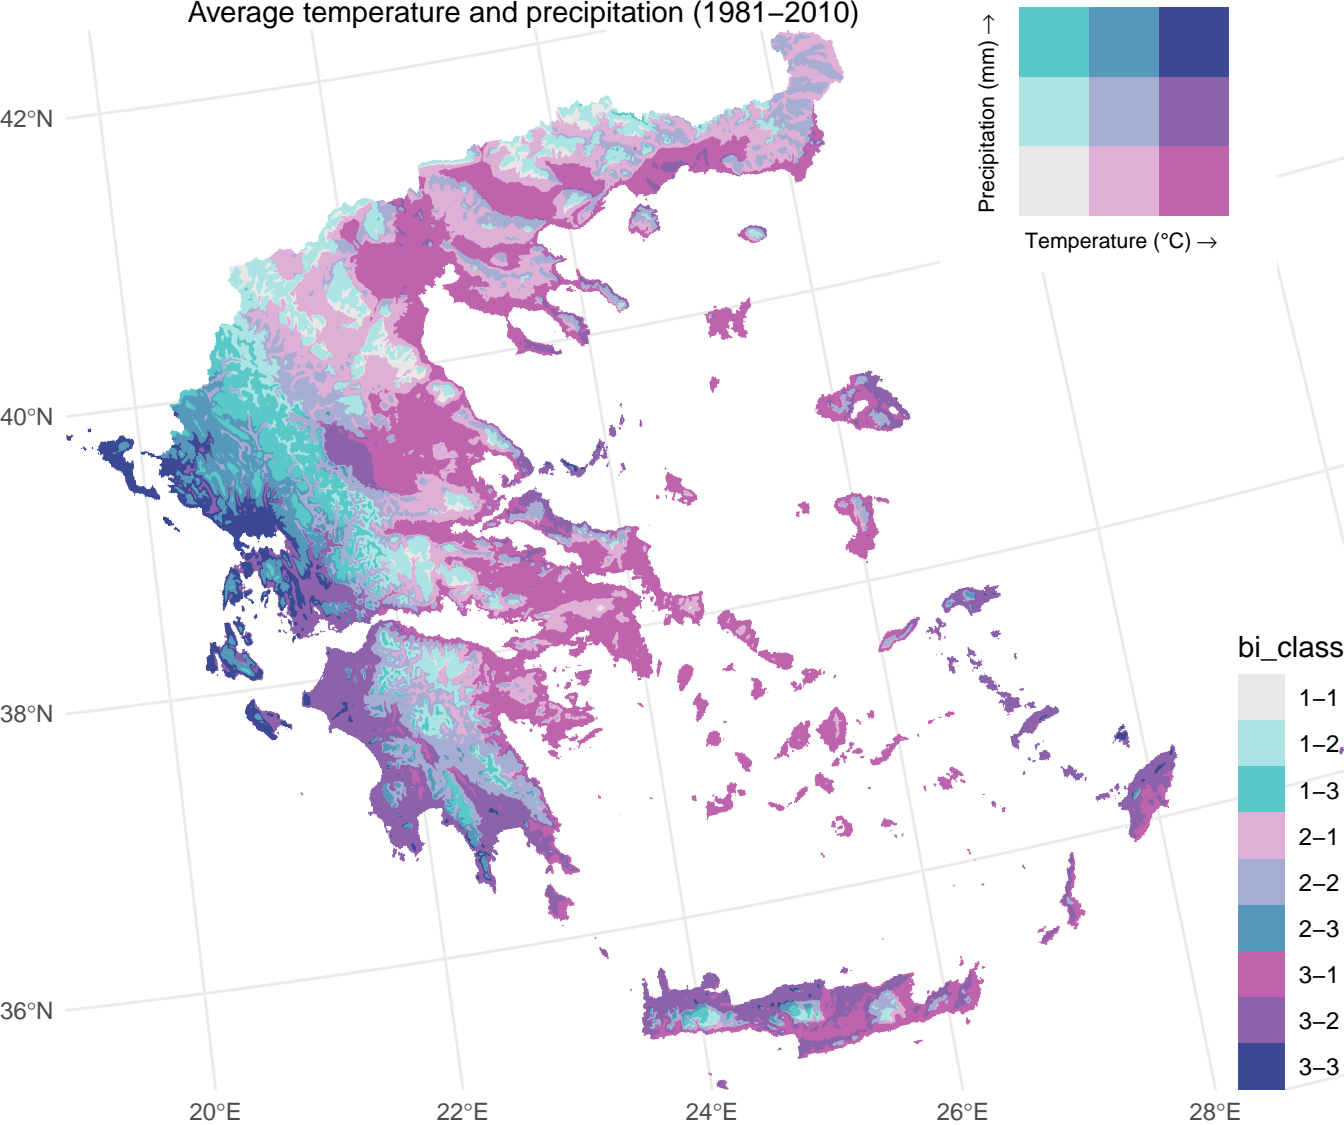 Average temperature and precipitation (1981–2010)
Precipitation (mm) →
Temperature (°C) →
42°N
40°N
38°N
36°N
20°E
22°E
24°E
26°E
28°E
bi_class
1–1
1–2
1–3
2–1
2–2
2–3
3–1
3–2
3–3